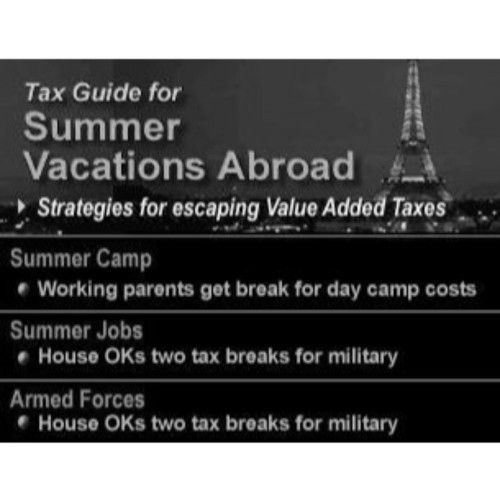 Tax Guide for
Summer
Vacations Abroad
Strategies for escaping Value Added Taxes
Summer Camp
Working parents get break for day camp costs
Summer Jobs
House OKs two tax breaks for military
Armed Forces
House OKs two tax breaks for military